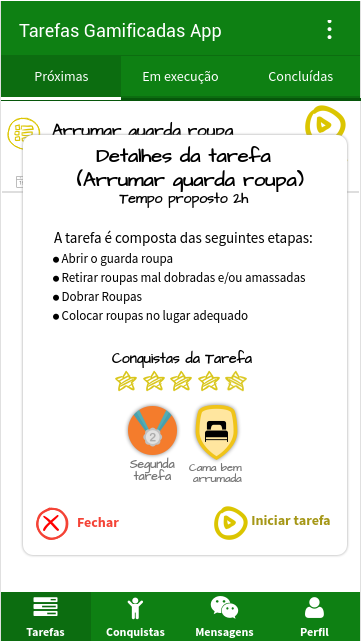 Tarefas Gamificadas App
Próximas Em execução Concluídas
Arrumar guarda roupa
Detalhes da tarefa
(Arrumar quarda roupa)
Tempo proposto 2h
A tarefa é composta das seguintes etapas:
● Abrir o guarda roupa
● Retirar roupas mal dobradas e/ou amassadas
● Dobrar Roupas
● Colocar roupas no lugar adequado
Conquistas da Tarefa
2
Segunda
tarefa
Cama bem
arrumada
Fechar Iniciar tarefa
Tarefas Conquistas Mensagens Perfil